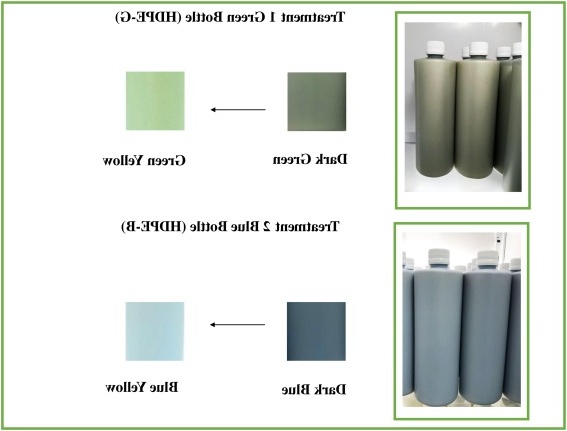 Treatment 1 Green Bottle (HDPE-G)
Dark Green
Green Yellow
Treatment 2 Blue Bottle (HDPE-B)
Dark Blue
Blue Yellow